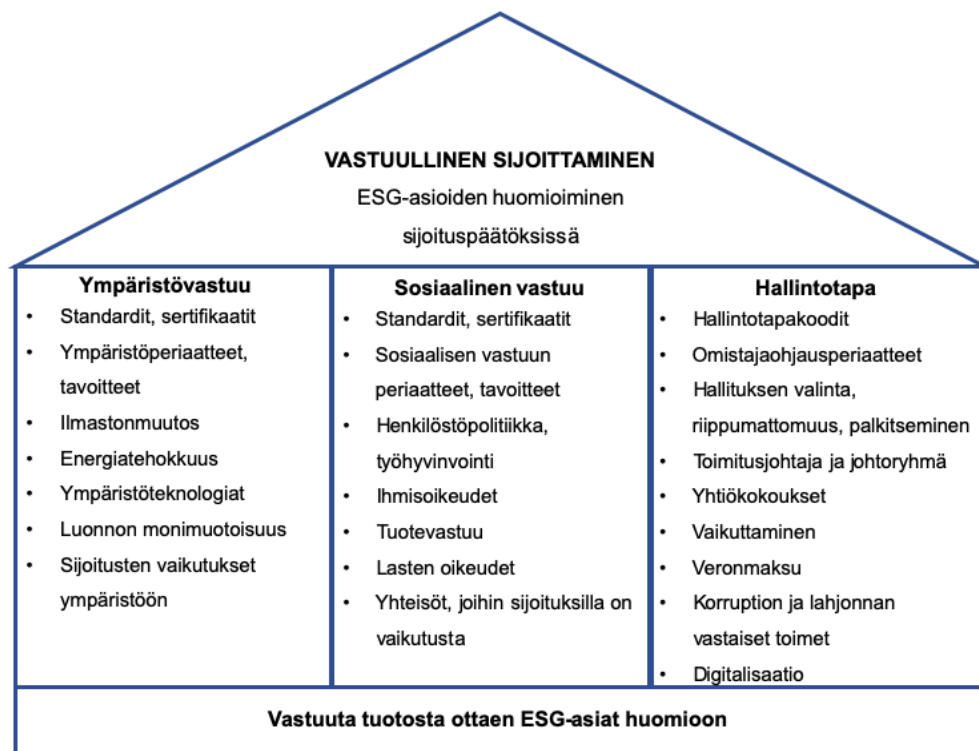 VASTUULLINEN SIJOITTAMINEN
ESG-asioiden huomioiminen
sijoituspäätöksissä
Ympäristövastuu
• Standardit, sertifikaatit
• Ympäristöperiaatteet,
tavoitteet
• Ilmastonmuutos
• Energiatehokkuus
• Ympäristöteknologiat
• Luonnon monimuotoisuus
• Sijoitusten vaikutukset
ympäristöön
Sosiaalinen vastuu
• Standardit, sertifikaatit
• Sosiaalisen vastuun
periaatteet, tavoitteet
• Henkilöstöpolitiikka,
työhyvinvointi
• Ihmisoikeudet
• Tuotevastuu
• Lasten oikeudet
• Yhteisöt, joihin sijoituksilla on
vaikutusta
Hallintotapa
• Hallintotapakoodit
• Omistajaohjausperiaatteet
• Hallituksen valinta,
riippumattomuus, palkitseminen
• Toimitusjohtaja ja johtoryhmä
• Yhtiökokoukset
• Vaikuttaminen
• Veronmaksu
• Korruption ja lahjonnan
vastaiset toimet
• Digitalisaatio
Vastuuta tuotosta ottaen ESG-asiat huomioon